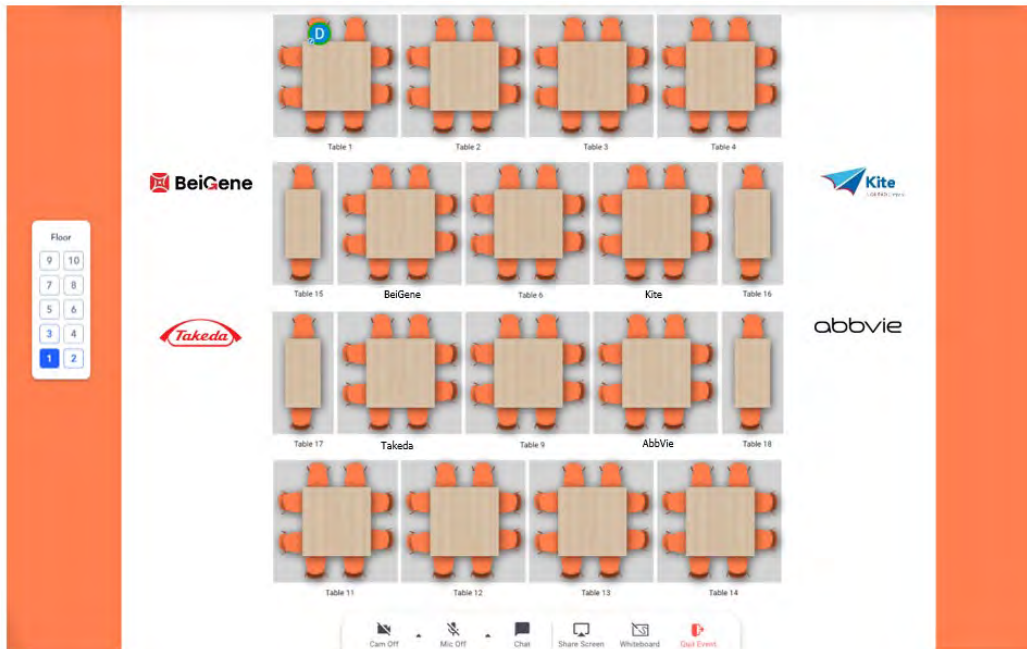 D
Table 1
Table 2
Table 3
Table 4
BeiGene
Kite
Floor
9 10
7 8
5 6
3 4
1 2
Table 15
BeiGene
Table 6
Kite
Table 16
Takeda
abbvie
Table 17
Takeda
Table 9
AbbVie
Table 18
Table 11
Table 12
Table 13
Table 14
Cam Off
Mic Off
Chat
Share Screen
Whiteboard
Quit Event